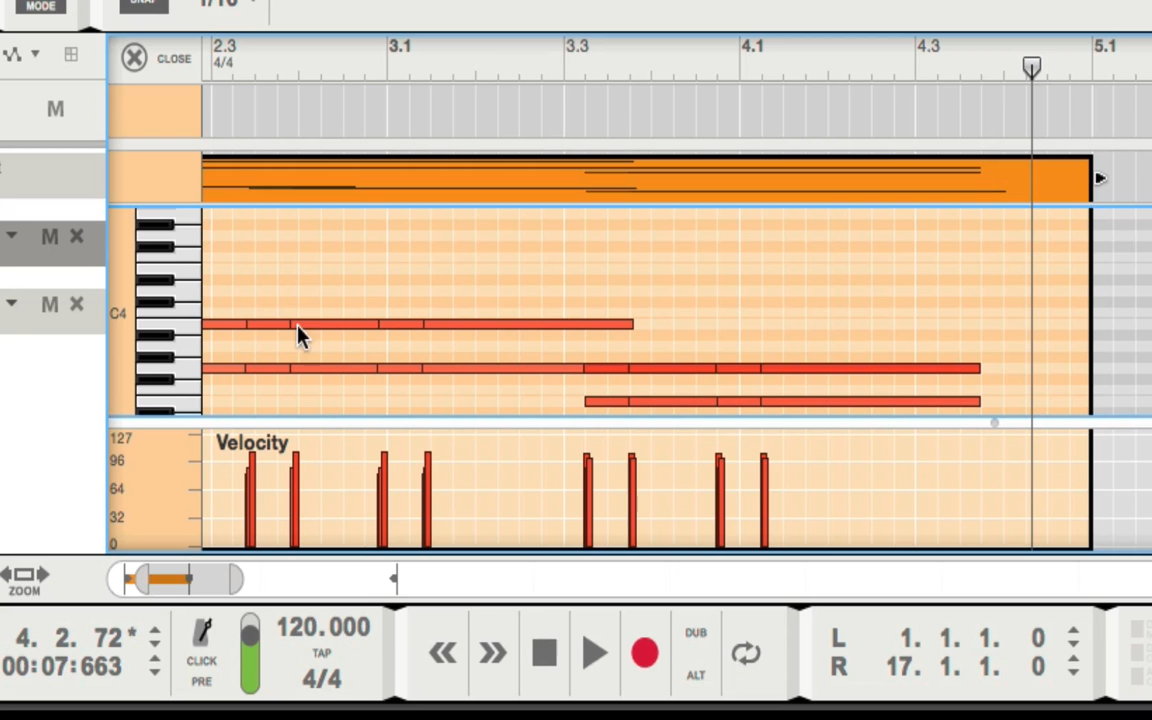 MODE
2.3
3.1
3.3
4.1
4.3
5.1
4/4
CLOSE
M
M
M
C4
Velocity
127
96
64
32
0
ZOOM
4. 2. 72*
00:07:663
CLICK
PRE
120.000
TAP
4/4
DUB
ALT
L 1. 1. 1. 0
R 17. 1. 1. 0